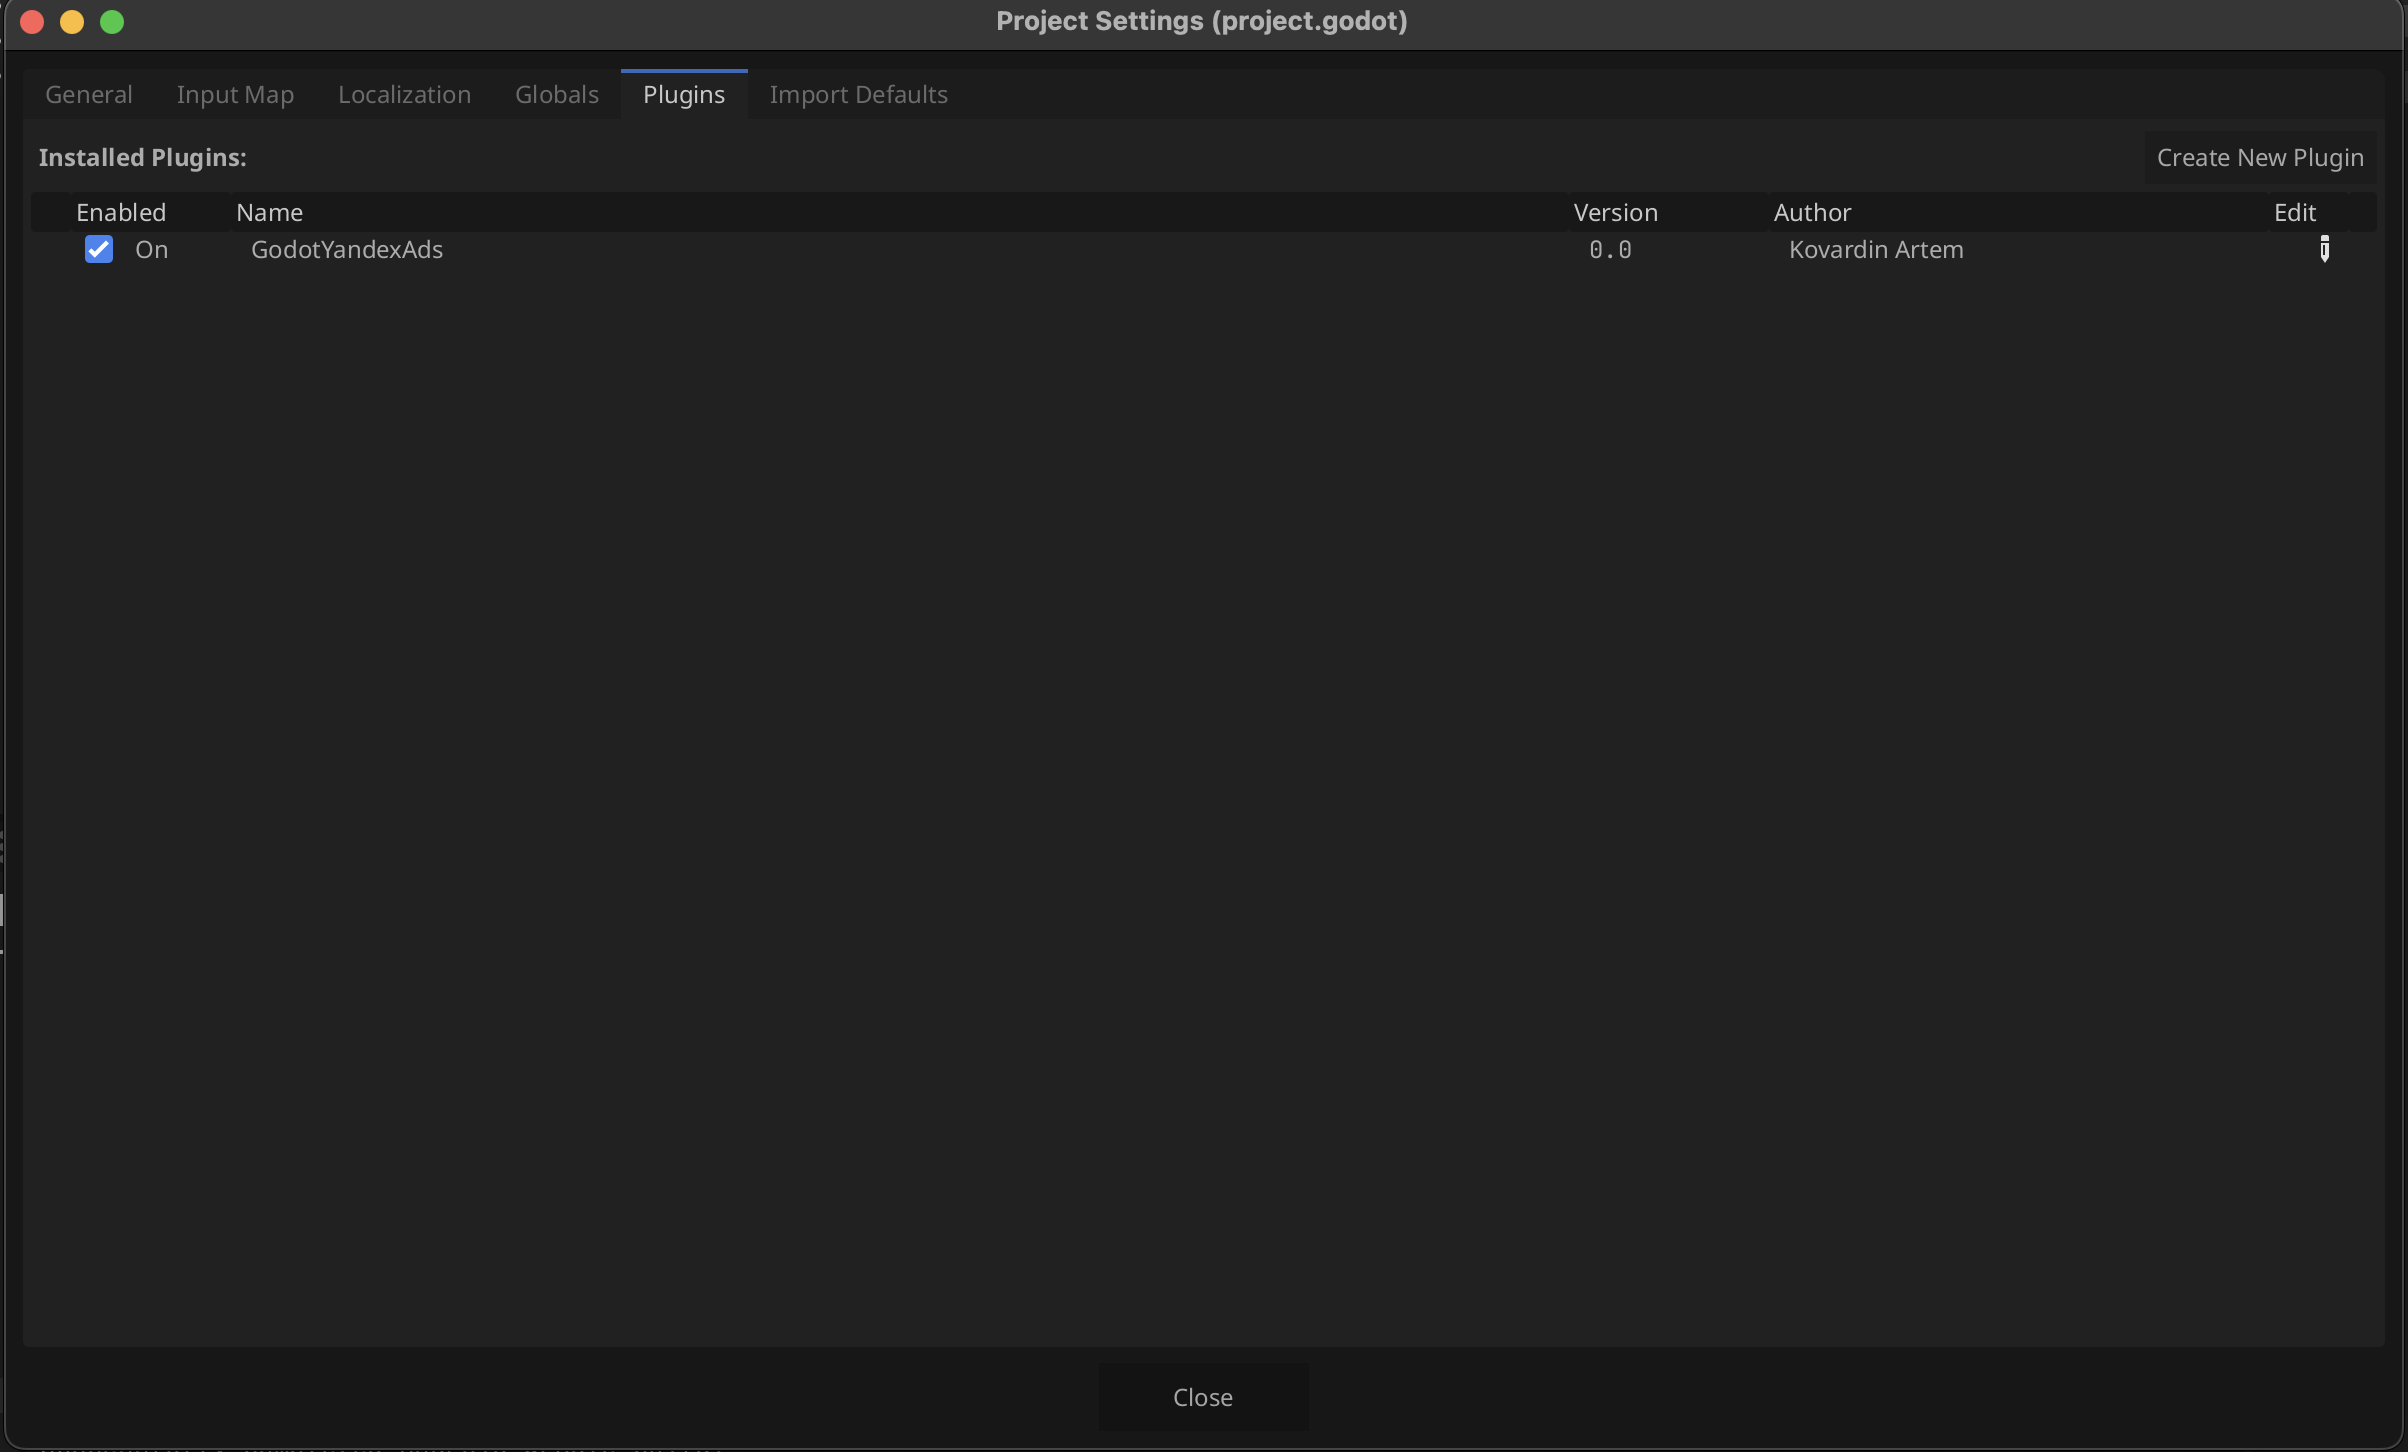 Project Settings (project.godot)
General Input Map Localization Globals Plugins Import Defaults
Installed Plugins: Create New Plugin
Enabled Name Version Author Edit
On GodotYandexAds 0.0 Kovardin Artem
Close